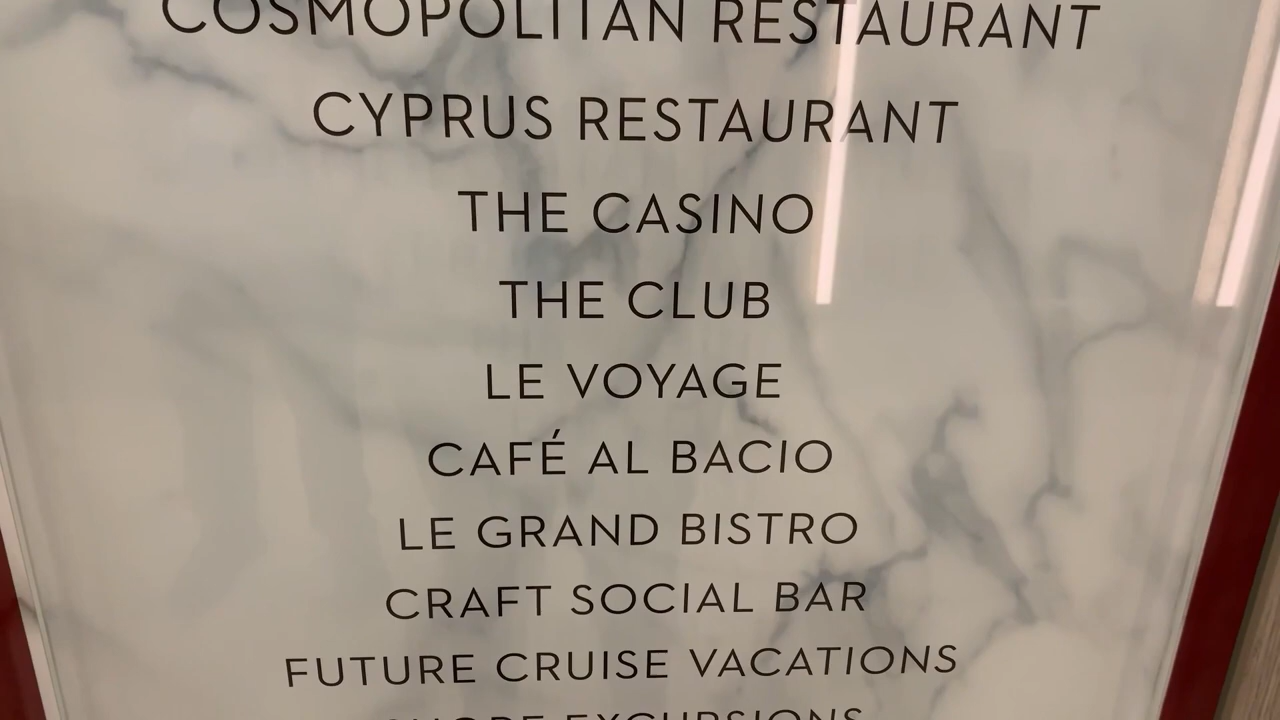 COSMOPOLITAN RESTAURANT
CYPRUS RESTAURANT
THE CASINO
THE CLUB
LE VOYAGE
CAFÉ AL BACIO
LE GRAND BISTRO
CRAFT SOCIAL BAR
FUTURE CRUISE VACATIONS
SHORE EXCURSIONS